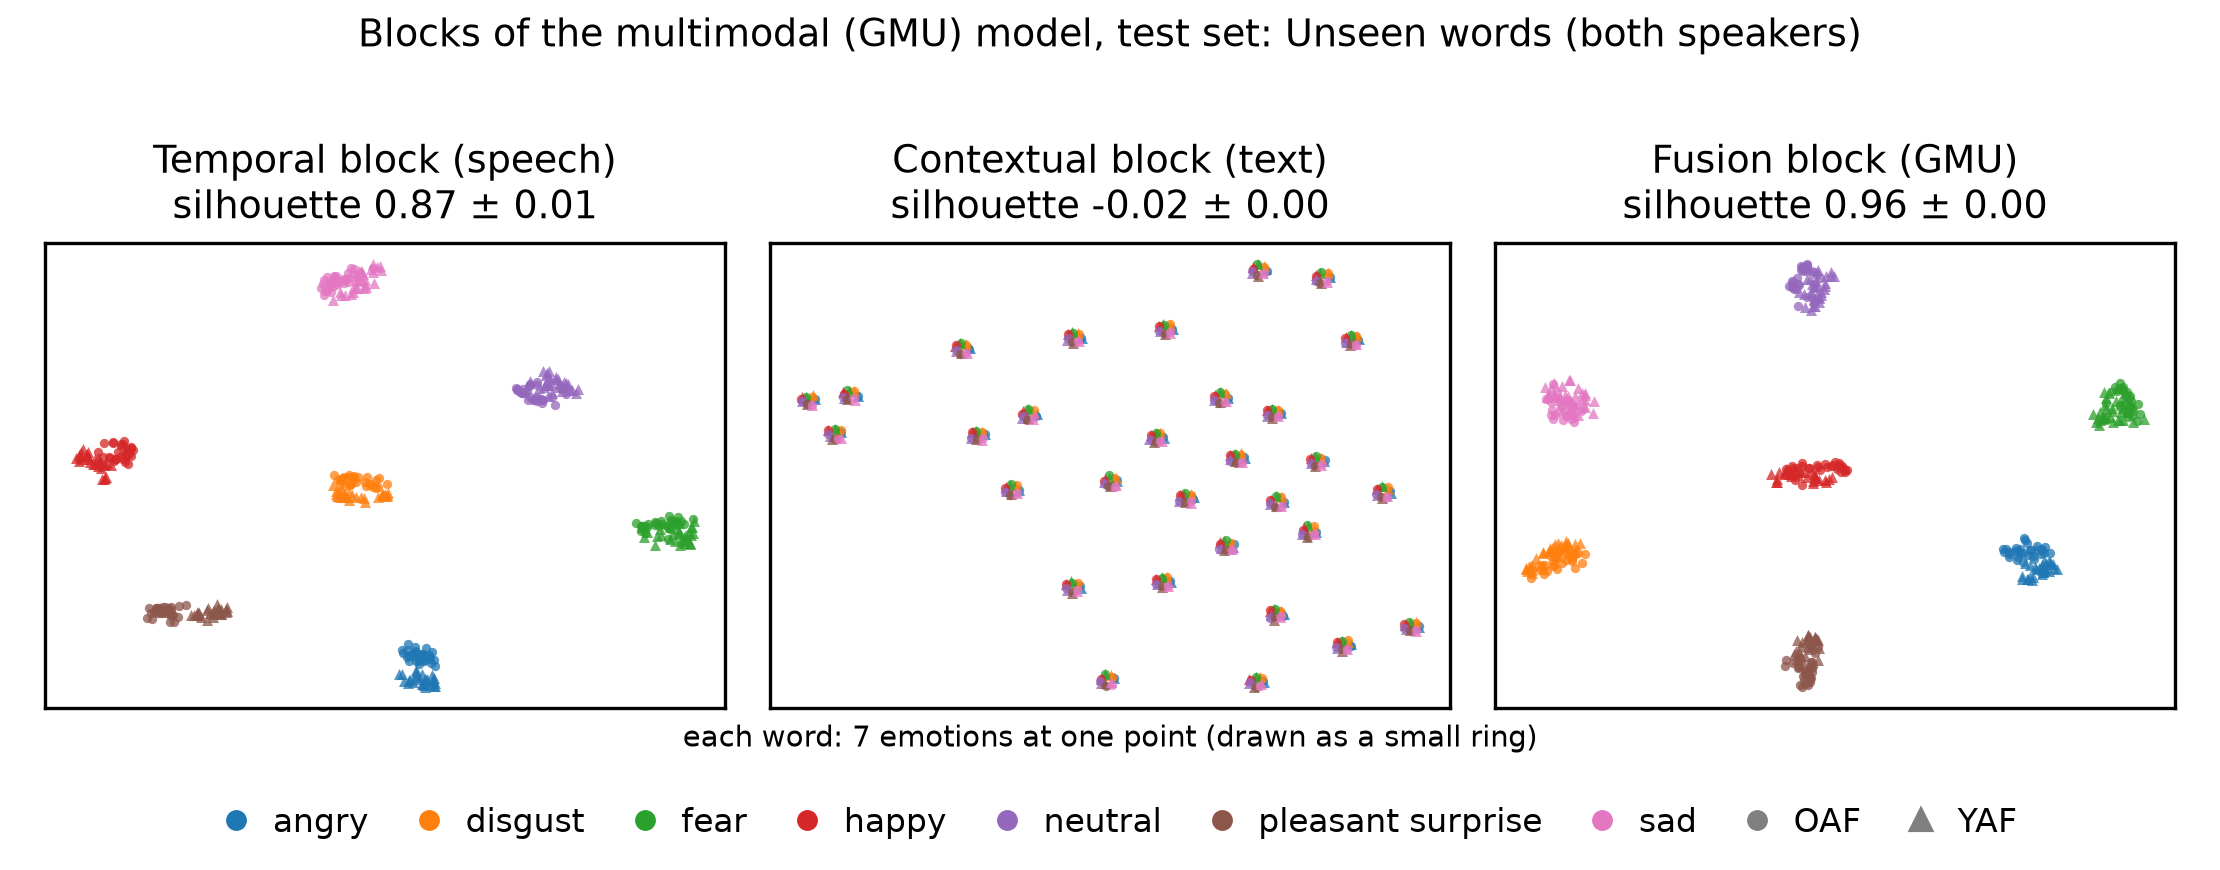 Blocks of the multimodal (GMU) model, test set: Unseen words (both speakers)
Temporal block (speech)
silhouette 0.87 ± 0.01
Contextual block (text)
silhouette -0.02 ± 0.00
Fusion block (GMU)
silhouette 0.96 ± 0.00
each word: 7 emotions at one point (drawn as a small ring)
angry disgust fear happy neutral pleasant surprise sad OAF YAF